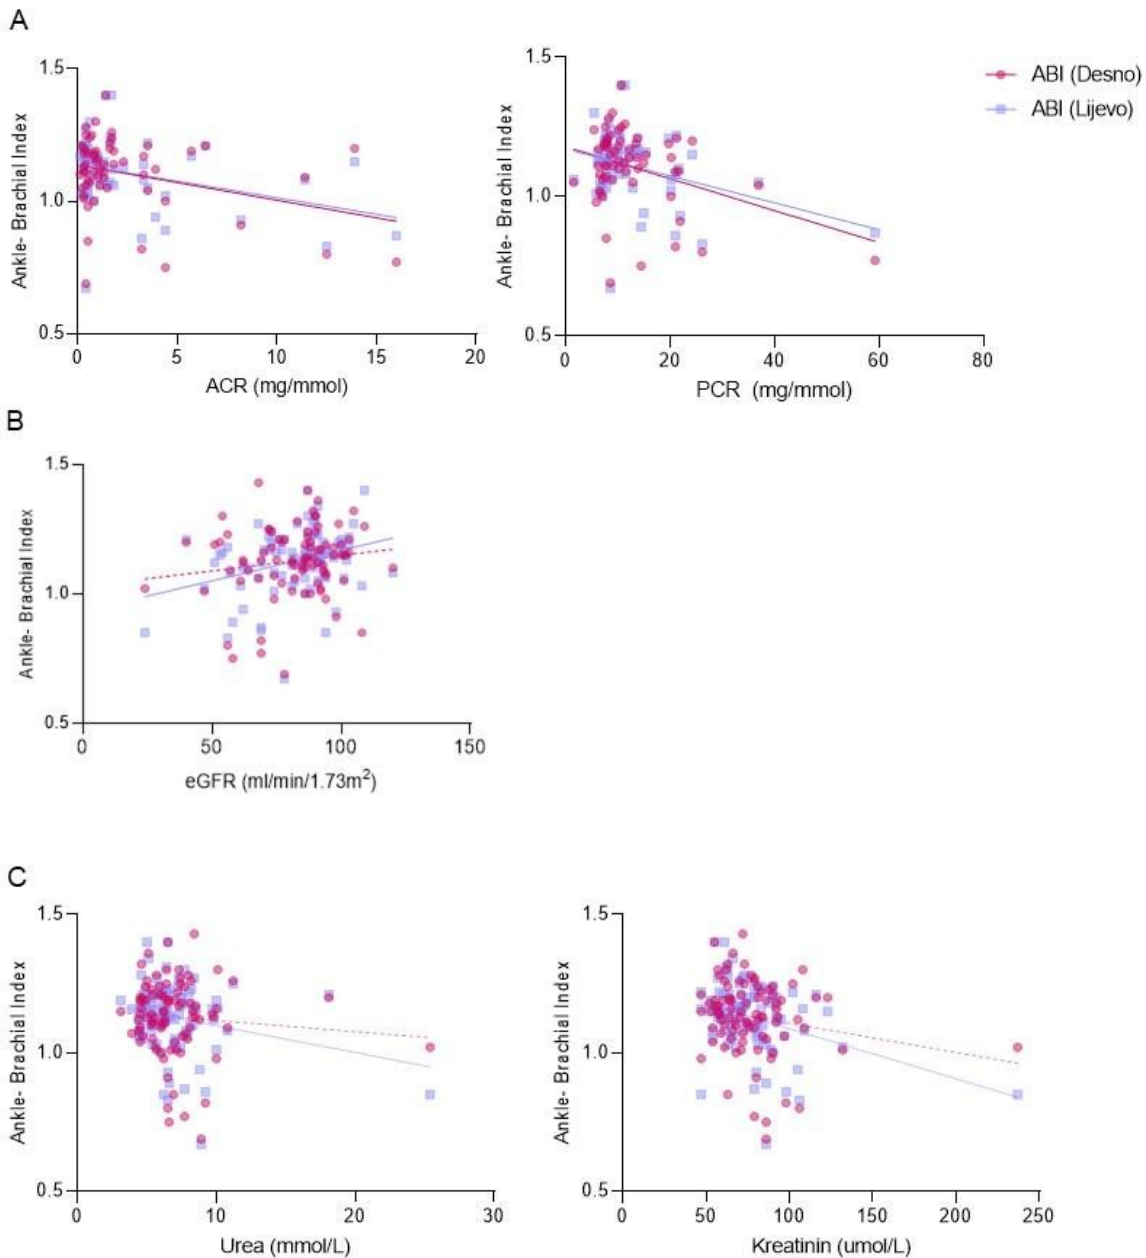 A
Ankle- Brachial Index
1.5
1.0
0.5
0 5 10 15 20
ACR (mg/mmol)
Ankle- Brachial Index
1.5
1.0
0.5
0 20 40 60 80
PCR (mg/mmol)
ABI (Desno)
ABI (Lijevo)
B
Ankle- Brachial Index
1.5
1.0
0.5
0 50 100 150
eGFR (ml/min/1.73m²)
C
Ankle- Brachial Index
1.5
1.0
0.5
0 10 20 30
Urea (mmol/L)
Ankle- Brachial Index
1.5
1.0
0.5
0 50 100 150 200 250
Kreatinin (umol/L)